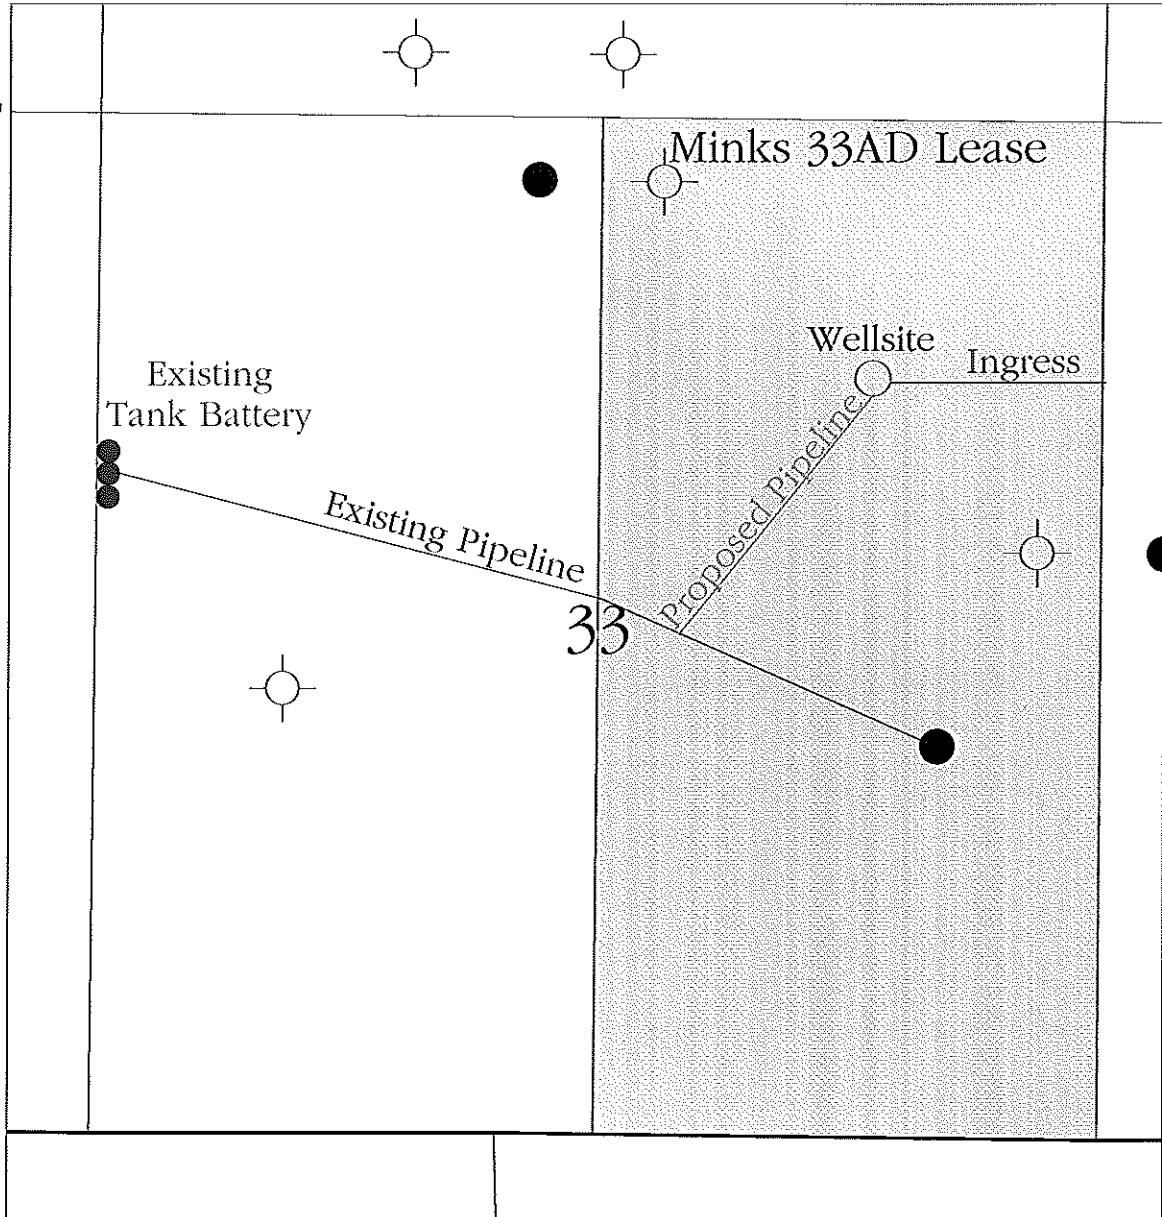 Minks 33AD Lease
Wellsite
Ingress
Existing
Tank Battery
Proposed Pipeline
Existing Pipeline
33